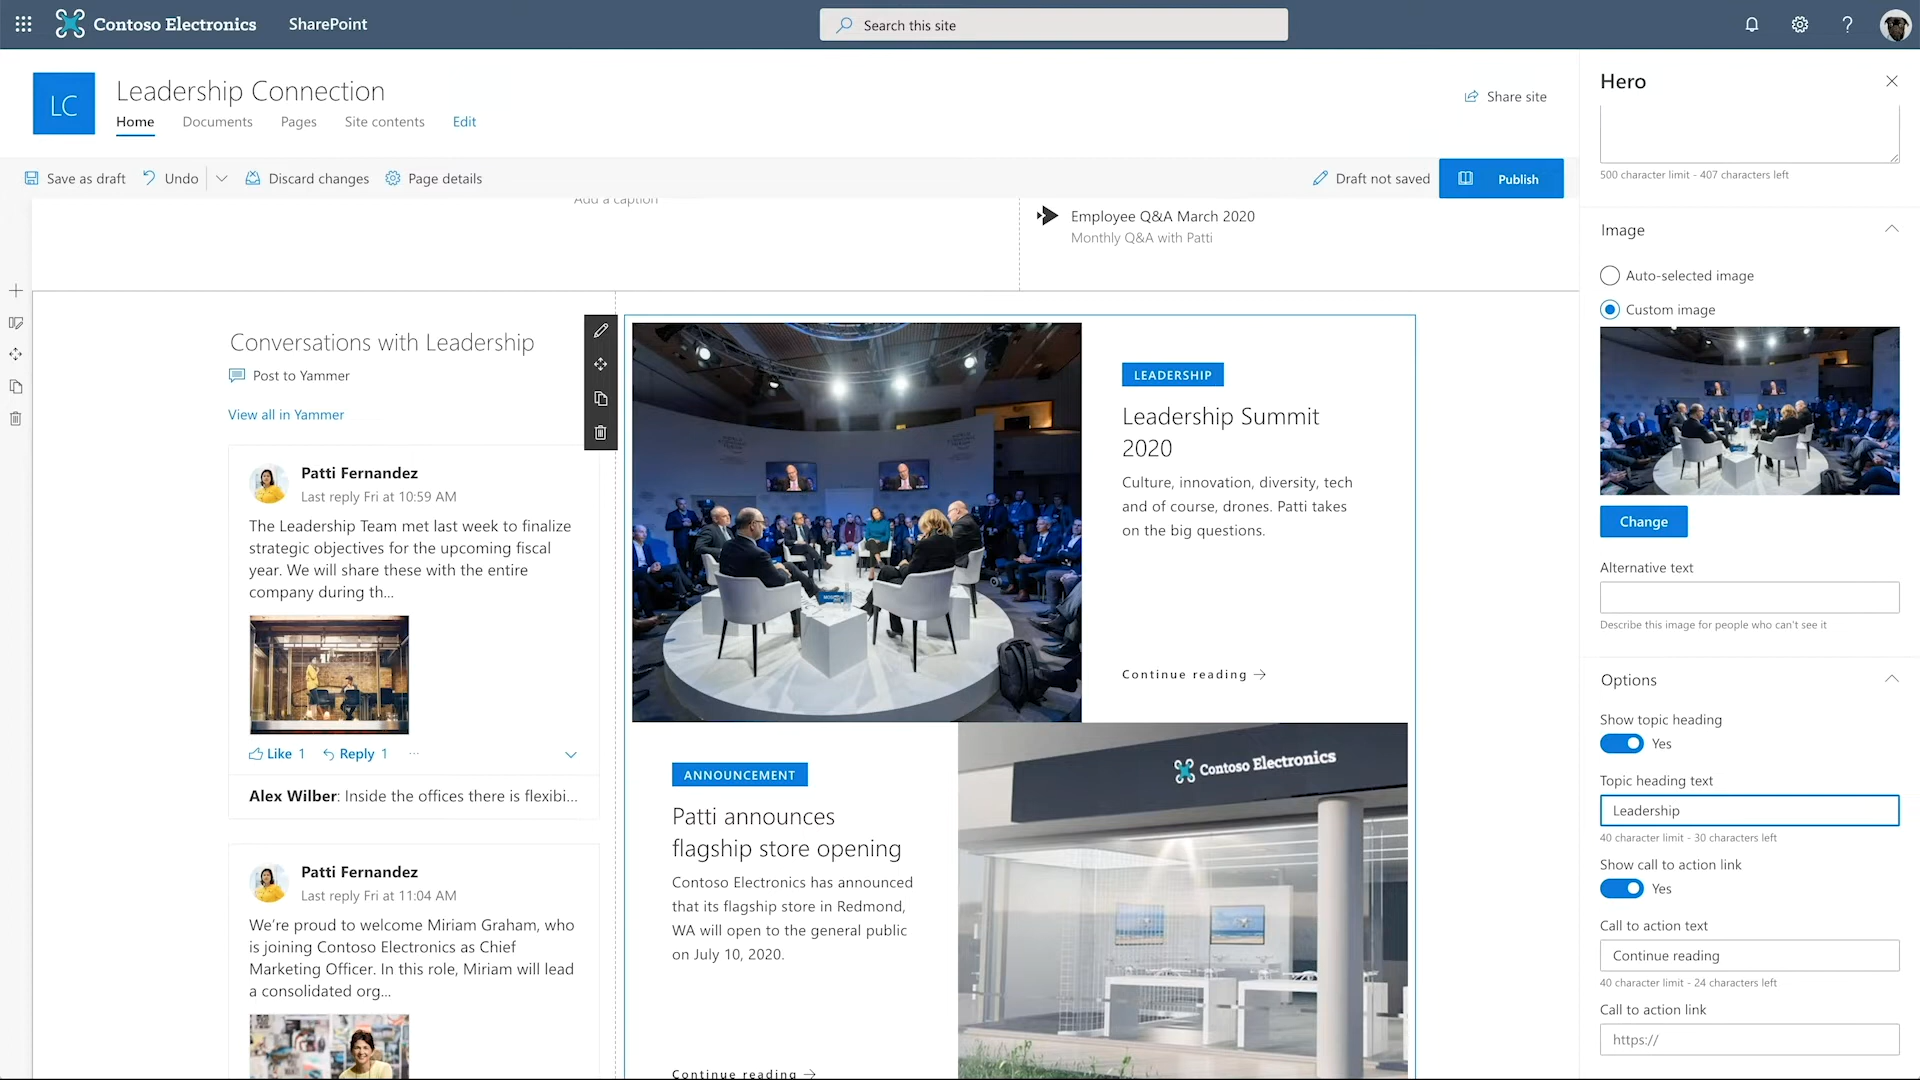 Contoso Electronics
SharePoint
Search this site
LC
Leadership Connection
Home
Documents
Pages
Site contents
Edit
Share site
Save as draft
Undo
Discard changes
Page details
Draft not saved
Publish
Add a caption
Employee Q&A March 2020
Monthly Q&A with Patti
Conversations with Leadership
Post to Yammer
View all in Yammer
Patti Fernandez
Last reply Fri at 10:59 AM
The Leadership Team met last week to finalize
strategic objectives for the upcoming fiscal
year. We will share these with the entire
company during th...
Like 1
Reply 1
Alex Wilber: Inside the offices there is flexibi...
Patti Fernandez
Last reply Fri at 11:04 AM
We’re proud to welcome Miriam Graham, who
is joining Contoso Electronics as Chief
Marketing Officer. In this role, Miriam will lead
a consolidated org...
LEADERSHIP
Leadership Summit
2020
Culture, innovation, diversity, tech
and of course, drones. Patti takes
on the big questions.
Continue reading
ANNOUNCEMENT
Patti announces
flagship store opening
Contoso Electronics has announced
that its flagship store in Redmond,
WA will open to the general public
on July 10, 2020.
Continue reading
Contoso Electronics
Hero
500 character limit - 407 characters left
Image
Auto-selected image
Custom image
Change
Alternative text
Describe this image for people who can't see it
Options
Show topic heading
Yes
Topic heading text
Leadership
40 character limit - 30 characters left
Show call to action link
Yes
Call to action text
Continue reading
40 character limit - 24 characters left
Call to action link
https://